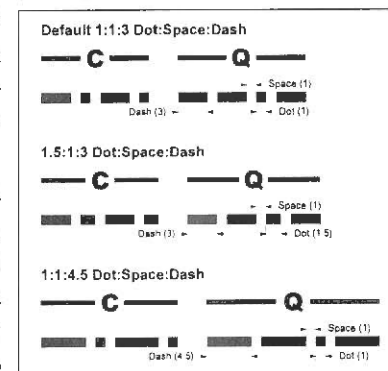 Default 1:1:3 Dot:Space:Dash
C Q
Space (1)
Dash (3) Dot (1)
1.5:1:3 Dot:Space:Dash
C Q
Space (1)
Dash (3) Dot (1.5)
1:1:4.5 Dot:Space:Dash
C Q
Space (1)
Dash (4.5) Dot (1)